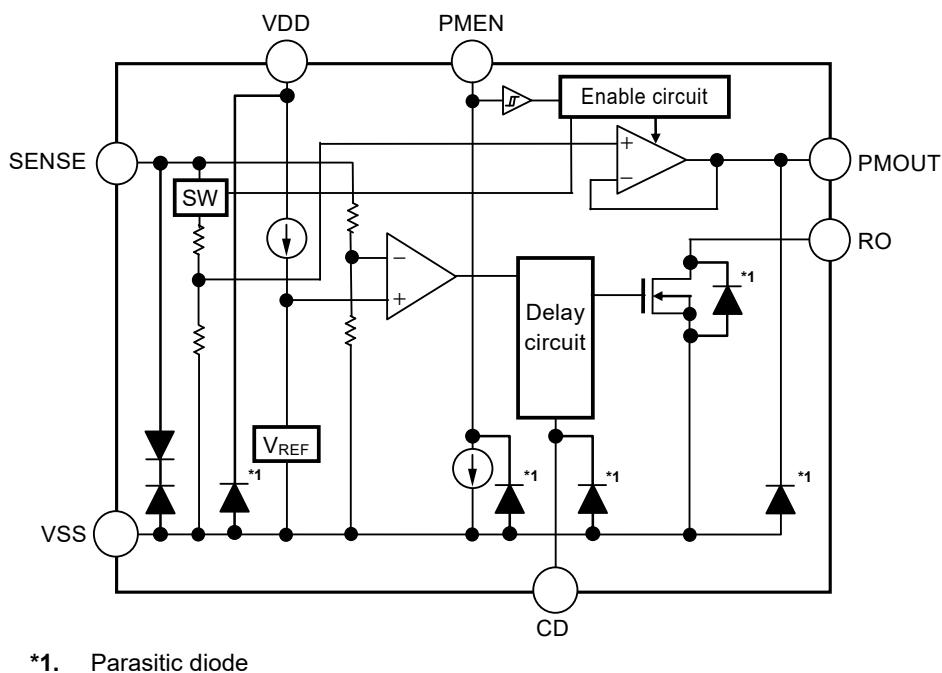 VDD
PMEN
Enable circuit
SENSE
+
−
PMOUT
SW
RO
−
+
*1
Delay
circuit
VREF
*1
*1
*1
*1
VSS
CD
*1. Parasitic diode